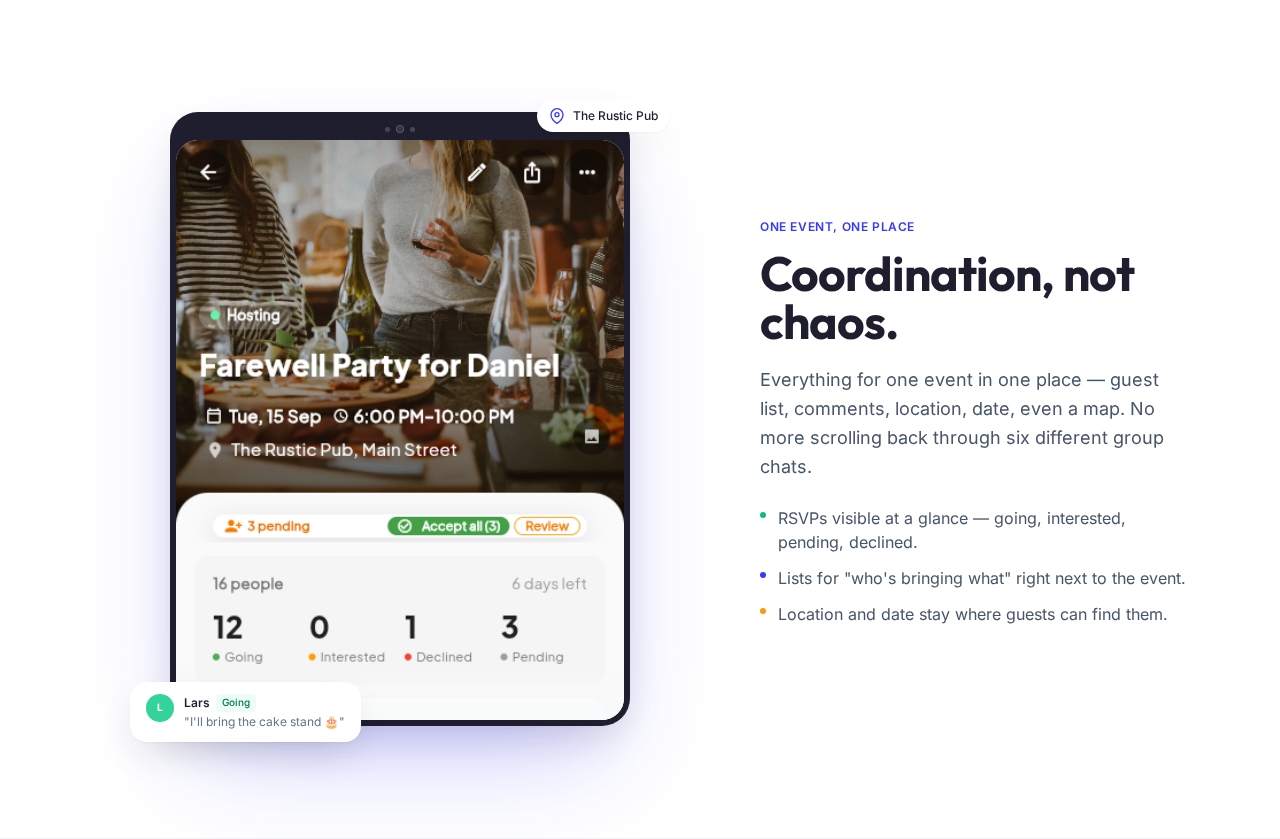 The Rustic Pub
Hosting
Farewell Party for Daniel
Tue, 15 Sep 6:00 PM–10:00 PM
The Rustic Pub, Main Street
3 pending Accept all (3) Review
16 people 6 days left
12 0 1 3
Going Interested Declined Pending
L Lars Going
"I'll bring the cake stand 🎂"
ONE EVENT, ONE PLACE
Coordination, not
chaos.
Everything for one event in one place — guest
list, comments, location, date, even a map. No
more scrolling back through six different group
chats.
RSVPs visible at a glance — going, interested,
pending, declined.
Lists for "who's bringing what" right next to the event.
Location and date stay where guests can find them.